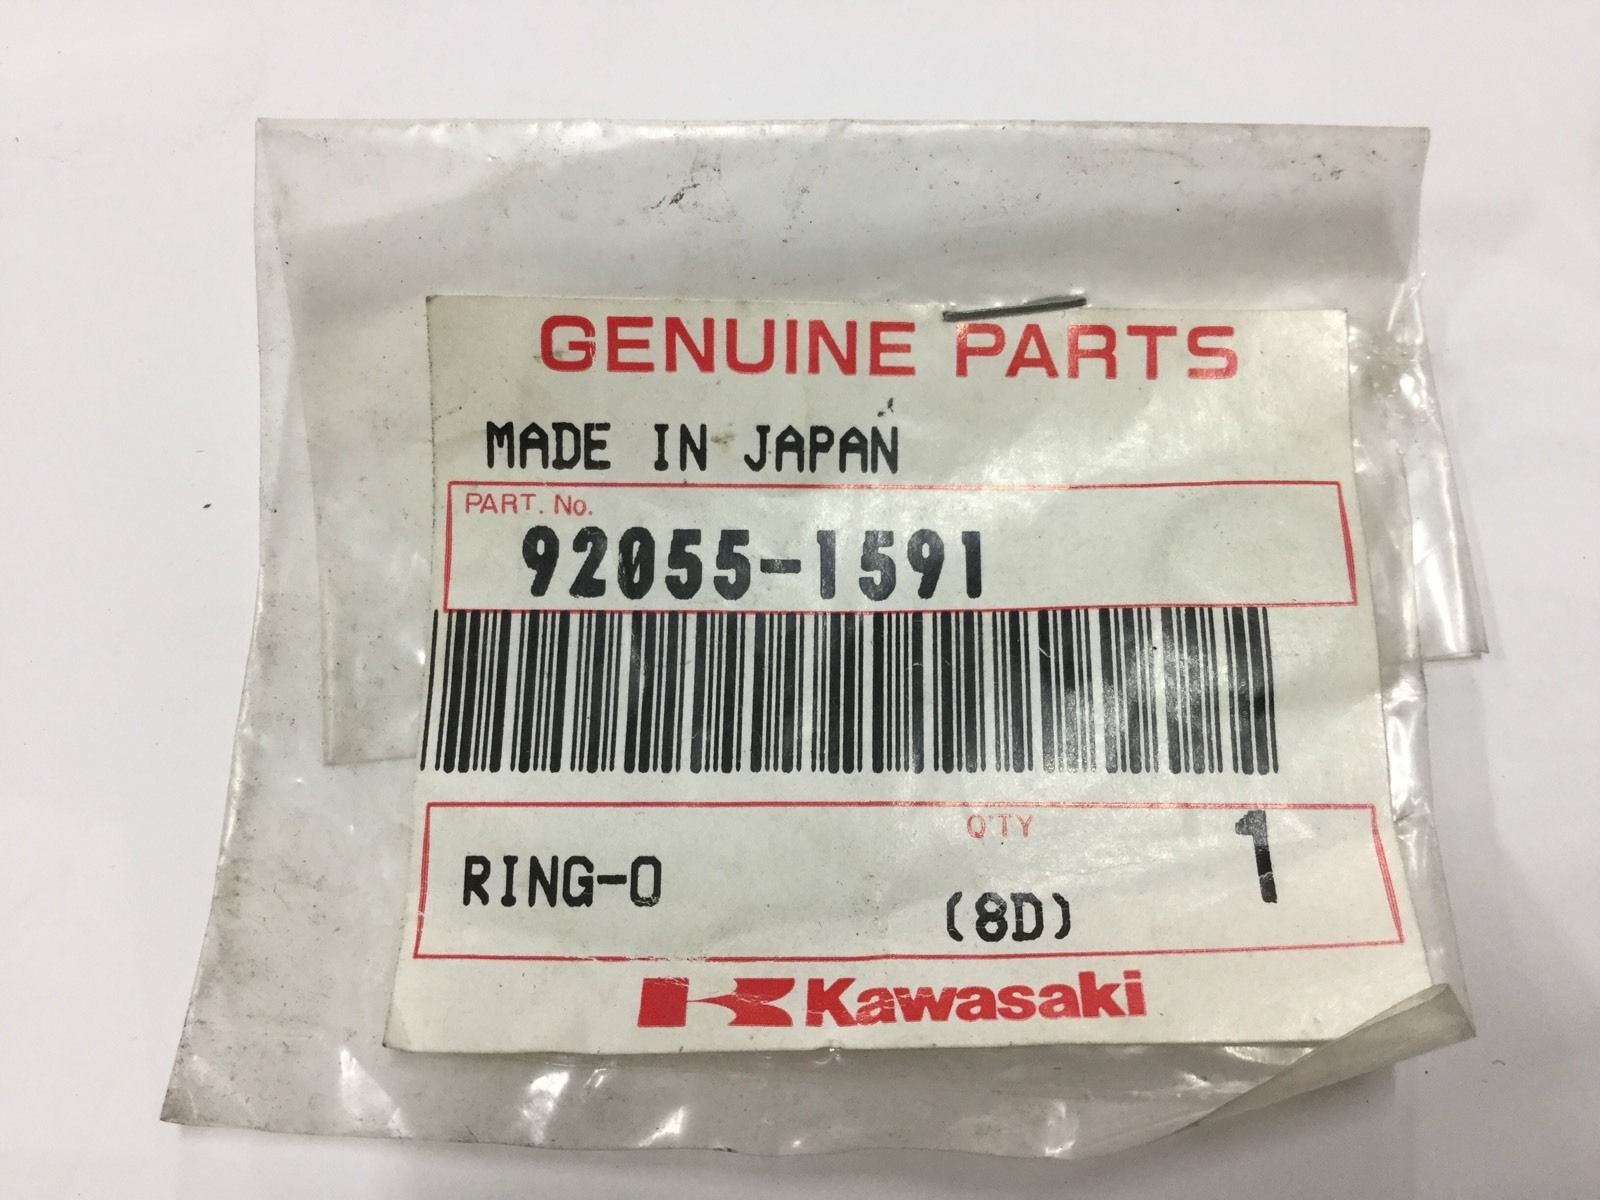 GENUINE PARTS
MADE IN JAPAN
PART. No.
92055-1591
Q'TY
1
RING-O
(8D)
Kawasaki